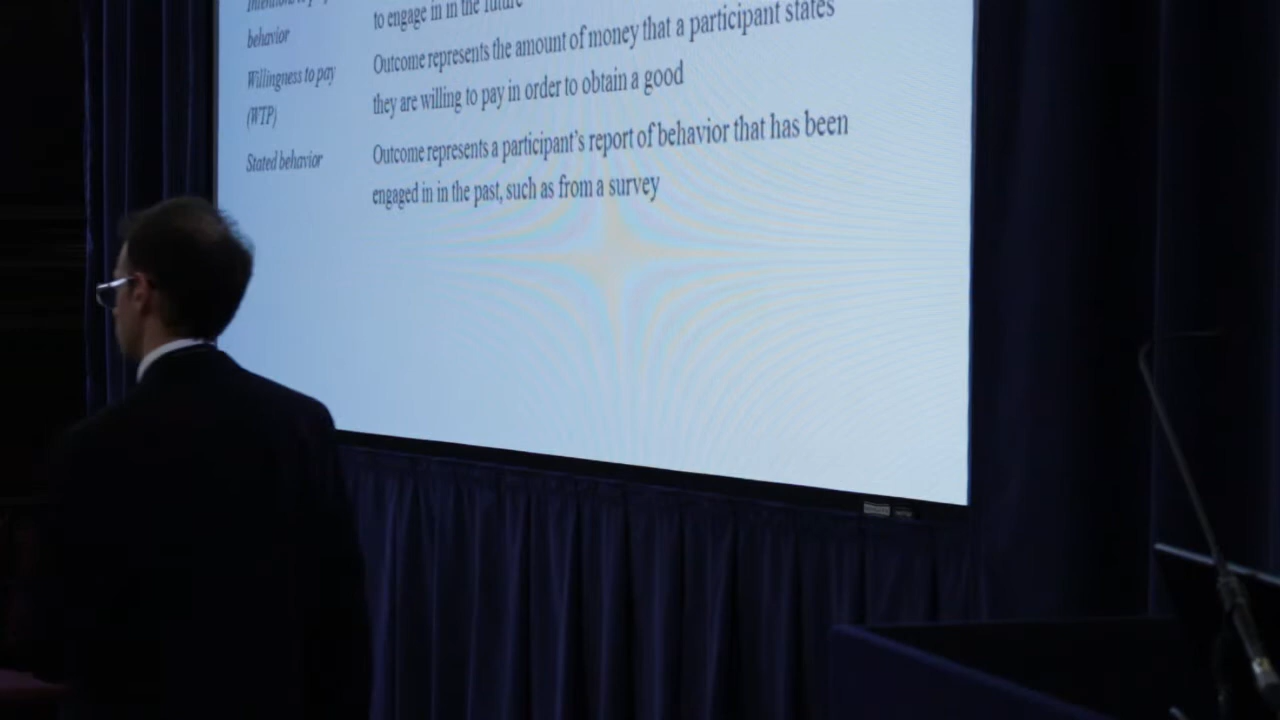 to engage in in the future
behavior
Outcome represents the amount of money that a participant states
Willingness to pay
they are willing to pay in order to obtain a good
(WTP)
Outcome represents a participant's report of behavior that has been
Stated behavior
engaged in in the past, such as from a survey